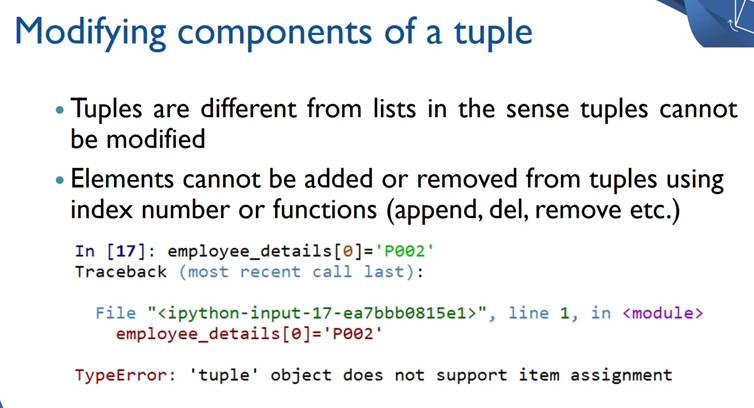 Modifying components of a tuple
• Tuples are different from lists in the sense tuples cannot
be modified
• Elements cannot be added or removed from tuples using
index number or functions (append, del, remove etc.)
In [17]: employee_details[0]='P002'
Traceback (most recent call last):
File "<ipython-input-17-ea7bbb0815e1>", line 1, in <module>
employee_details[0]='P002'
TypeError: 'tuple' object does not support item assignment